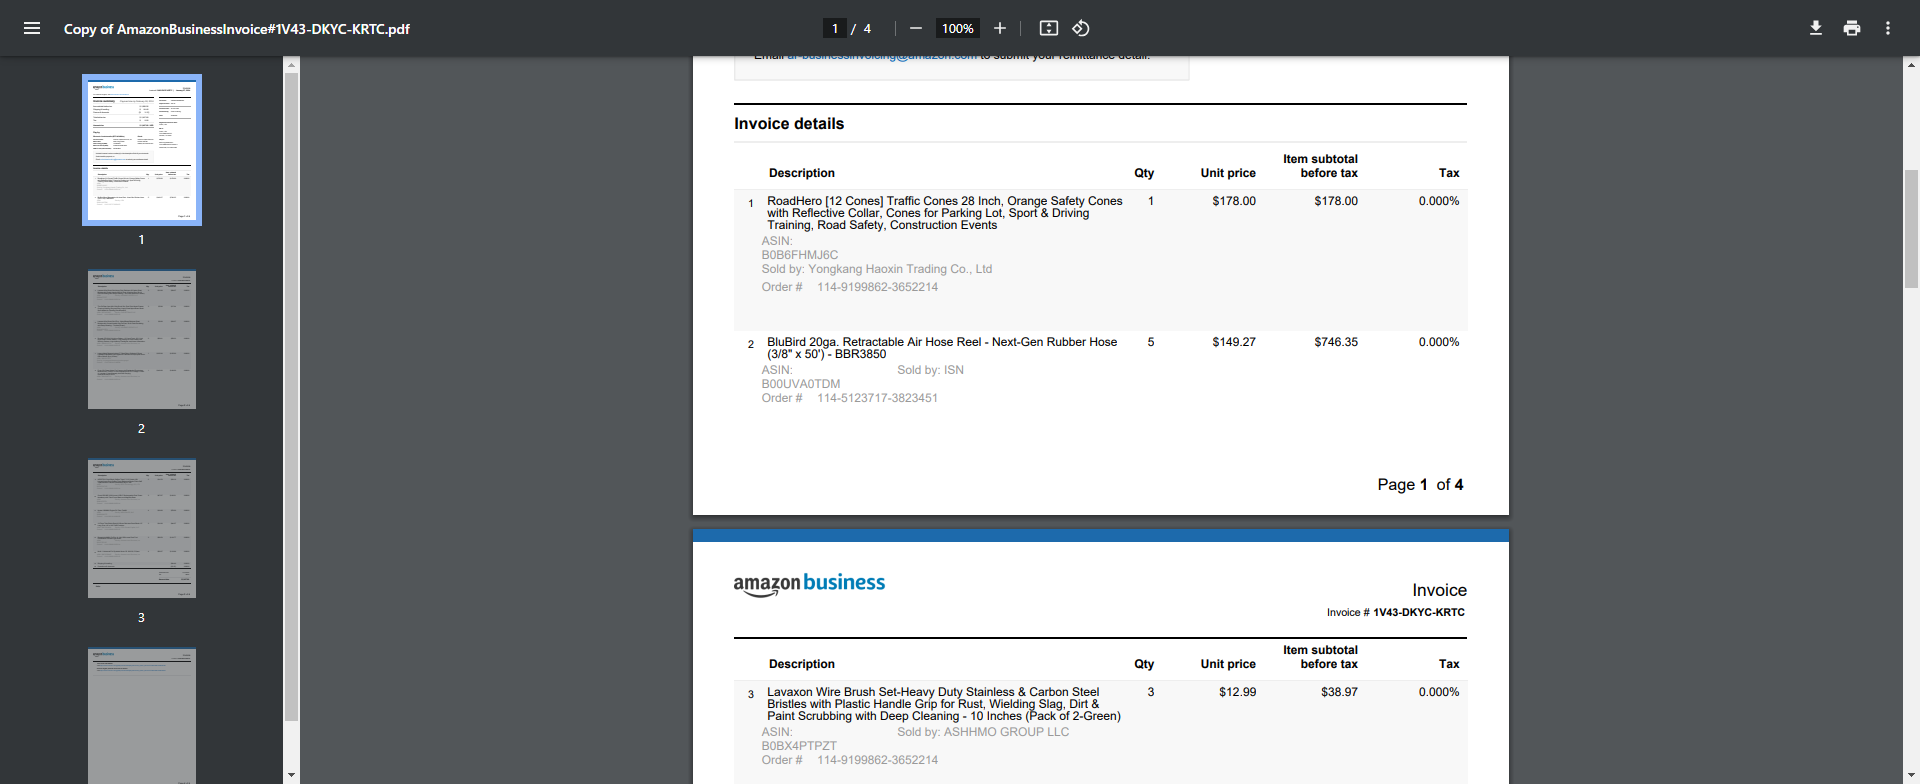 Copy of AmazonBusinessInvoice#1V43-DKYC-KRTC.pdf
1 / 4
100%
1
2
3
Email ar-businessinvoicing@amazon.com to submit your remittance detail.
Invoice details
Description Qty Unit price Item subtotal before tax Tax
1 RoadHero [12 Cones] Traffic Cones 28 Inch, Orange Safety Cones 1 $178.00 $178.00 0.000%
with Reflective Collar, Cones for Parking Lot, Sport & Driving
Training, Road Safety, Construction Events
ASIN:
B0B6FHMJ6C
Sold by: Yongkang Haoxin Trading Co., Ltd
Order # 114-9199862-3652214
2 BluBird 20ga. Retractable Air Hose Reel - Next-Gen Rubber Hose 5 $149.27 $746.35 0.000%
(3/8" x 50') - BBR3850
ASIN: Sold by: ISN
B00UVA0TDM
Order # 114-5123717-3823451
Page 1 of 4
amazon business
Invoice
Invoice # 1V43-DKYC-KRTC
Description Qty Unit price Item subtotal before tax Tax
3 Lavaxon Wire Brush Set-Heavy Duty Stainless & Carbon Steel 3 $12.99 $38.97 0.000%
Bristles with Plastic Handle Grip for Rust, Wielding Slag, Dirt &
Paint Scrubbing with Deep Cleaning - 10 Inches (Pack of 2-Green)
ASIN: Sold by: ASHHMO GROUP LLC
B0BX4PTPZT
Order # 114-9199862-3652214